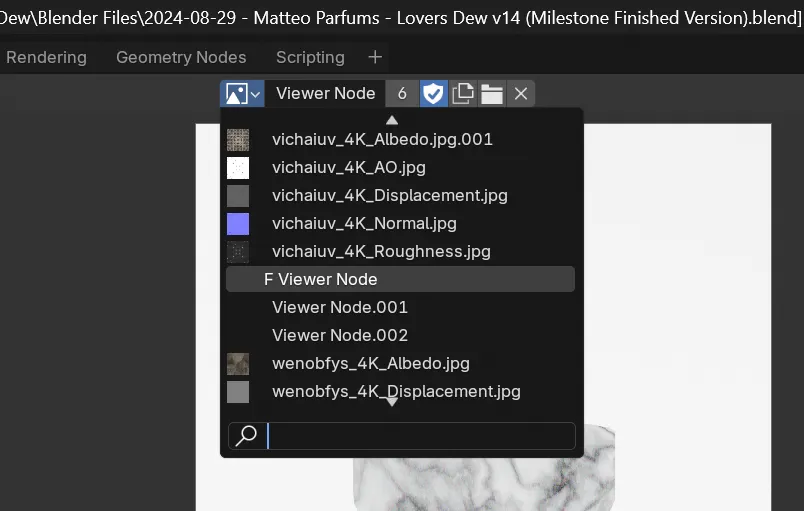 Dew\Blender Files\2024-08-29 - Matteo Parfums - Lovers Dew v14 (Milestone Finished Version).blend]
Rendering Geometry Nodes Scripting +
Viewer Node 6
vichaiuv_4K_Albedo.jpg.001
vichaiuv_4K_AO.jpg
vichaiuv_4K_Displacement.jpg
vichaiuv_4K_Normal.jpg
vichaiuv_4K_Roughness.jpg
F Viewer Node
Viewer Node.001
Viewer Node.002
wenobfys_4K_Albedo.jpg
wenobfys_4K_Displacement.jpg